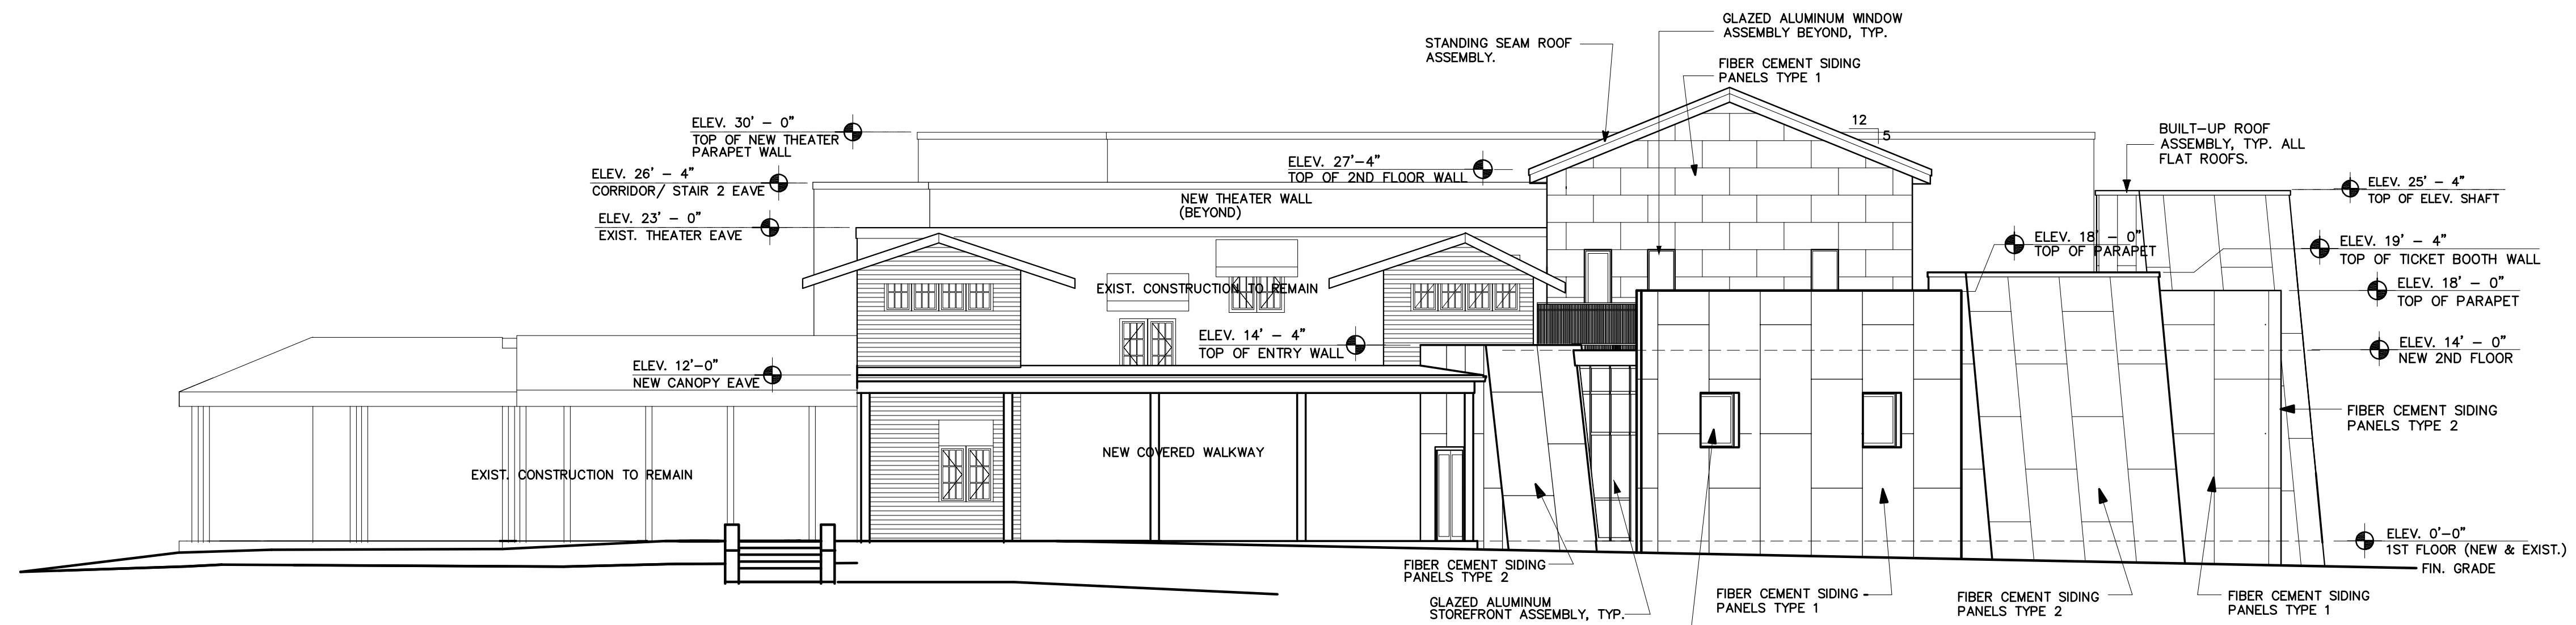 GLAZED ALUMINUM WINDOW
ASSEMBLY BEYOND, TYP.
STANDING SEAM ROOF
ASSEMBLY.
FIBER CEMENT SIDING
PANELS TYPE 1
ELEV. 30' - 0"
TOP OF NEW THEATER
PARAPET WALL
12
5
BUILT-UP ROOF
ASSEMBLY, TYP. ALL
FLAT ROOFS.
ELEV. 27'-4"
TOP OF 2ND FLOOR WALL
ELEV. 26' - 4"
CORRIDOR/ STAIR 2 EAVE
ELEV. 25' - 4"
TOP OF ELEV. SHAFT
NEW THEATER WALL
(BEYOND)
ELEV. 23' - 0"
EXIST. THEATER EAVE
ELEV. 18' - 0"
TOP OF PARAPET
ELEV. 19' - 4"
TOP OF TICKET BOOTH WALL
EXIST. CONSTRUCTION TO REMAIN
ELEV. 18' - 0"
TOP OF PARAPET
ELEV. 14' - 4"
TOP OF ENTRY WALL
ELEV. 14' - 0"
NEW 2ND FLOOR
ELEV. 12'-0"
NEW CANOPY EAVE
FIBER CEMENT SIDING
PANELS TYPE 2
NEW COVERED WALKWAY
EXIST. CONSTRUCTION TO REMAIN
ELEV. 0'-0"
1ST FLOOR (NEW & EXIST.)
FIN. GRADE
FIBER CEMENT SIDING
PANELS TYPE 2
GLAZED ALUMINUM
STOREFRONT ASSEMBLY, TYP.
FIBER CEMENT SIDING
PANELS TYPE 1
FIBER CEMENT SIDING
PANELS TYPE 2
FIBER CEMENT SIDING
PANELS TYPE 1